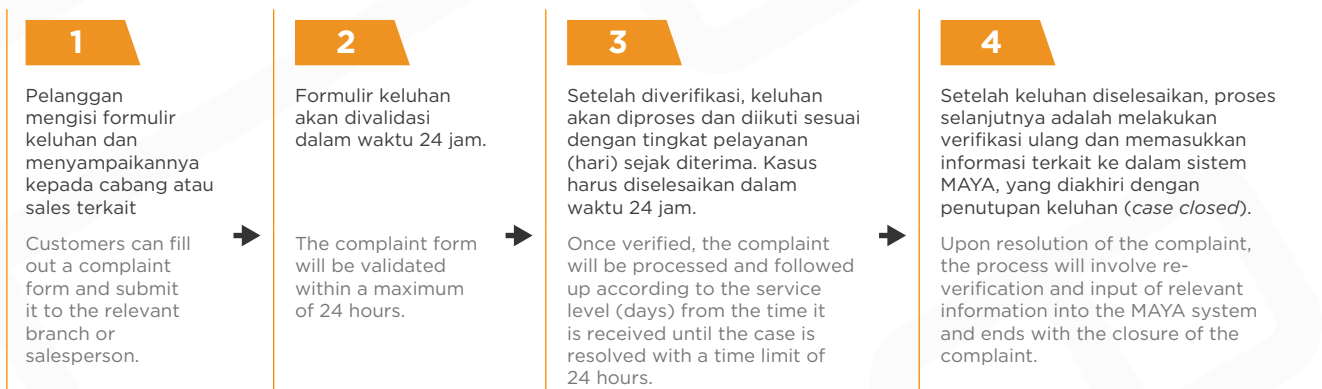 1
Pelanggan
mengisi formulir
keluhan dan
menyampaikannya
kepada cabang atau
sales terkait
Customers can fill
out a complaint
form and submit
it to the relevant
branch or
salesperson.
2
Formulir keluhan
akan divalidasi
dalam waktu 24 jam.
The complaint form
will be validated
within a maximum
of 24 hours.
3
Setelah diverifikasi, keluhan
akan diproses dan diikuti sesuai
dengan tingkat pelayanan
(hari) sejak diterima. Kasus
harus diselesaikan dalam
waktu 24 jam.
Once verified, the complaint
will be processed and followed
up according to the service
level (days) from the time it
is received until the case is
resolved with a time limit of
24 hours.
4
Setelah keluhan diselesaikan, proses
selanjutnya adalah melakukan
verifikasi ulang dan memasukkan
informasi terkait ke dalam sistem
MAYA, yang diakhiri dengan
penutupan keluhan (case closed).
Upon resolution of the complaint,
the process will involve re-
verification and input of relevant
information into the MAYA system
and ends with the closure of the
complaint.